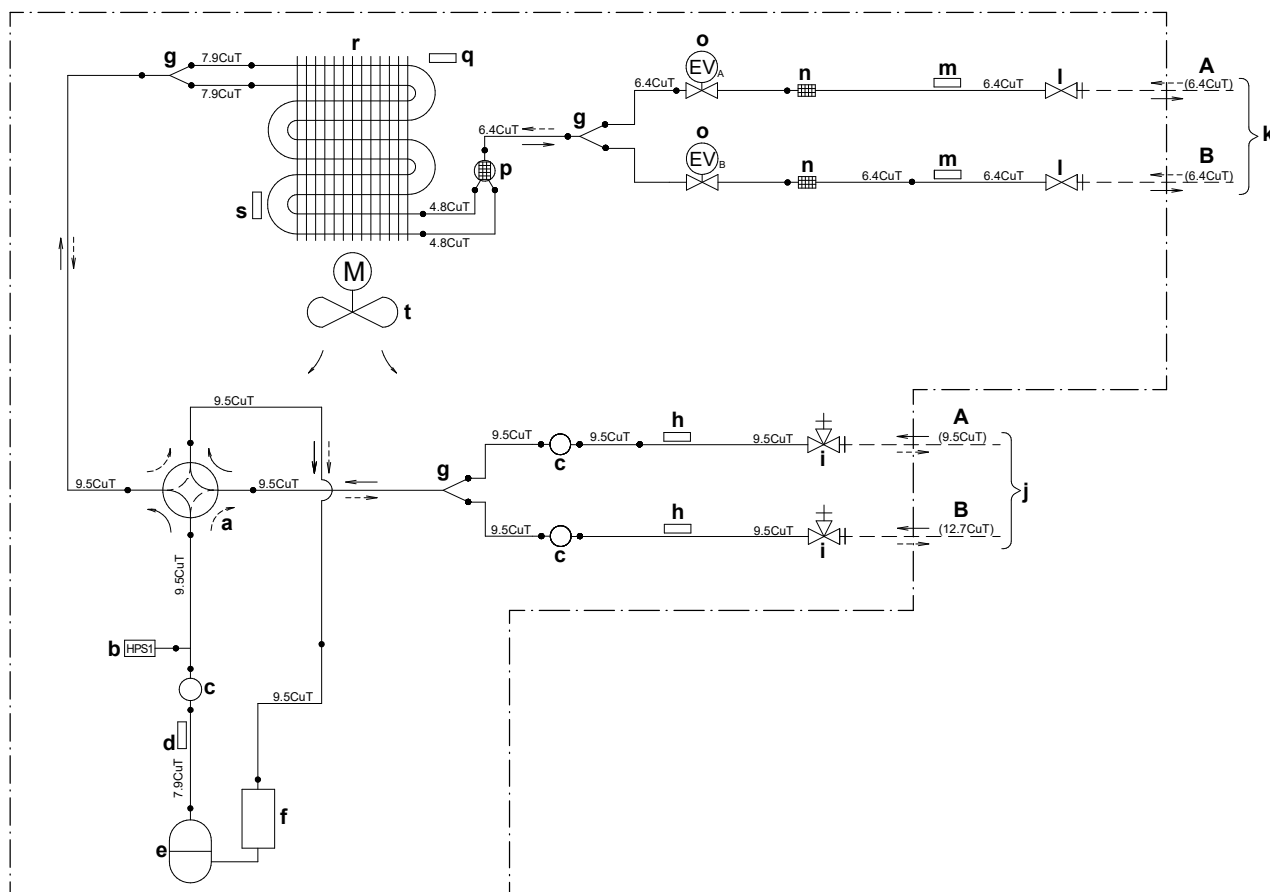 r
q
g
7.9CuT
7.9CuT
o
EVA
n
m
l
A
6.4CuT
6.4CuT
(6.4CuT)
k
6.4CuT
g
p
o
EVB
n
m
l
B
6.4CuT
6.4CuT
(6.4CuT)
s
4.8CuT
4.8CuT
M
t
9.5CuT
A
9.5CuT
c
9.5CuT
h
9.5CuT
i
(9.5CuT)
j
9.5CuT
a
9.5CuT
g
B
9.5CuT
c
h
9.5CuT
i
(12.7CuT)
9.5CuT
b
HPS1
c
9.5CuT
d
7.9CuT
f
e